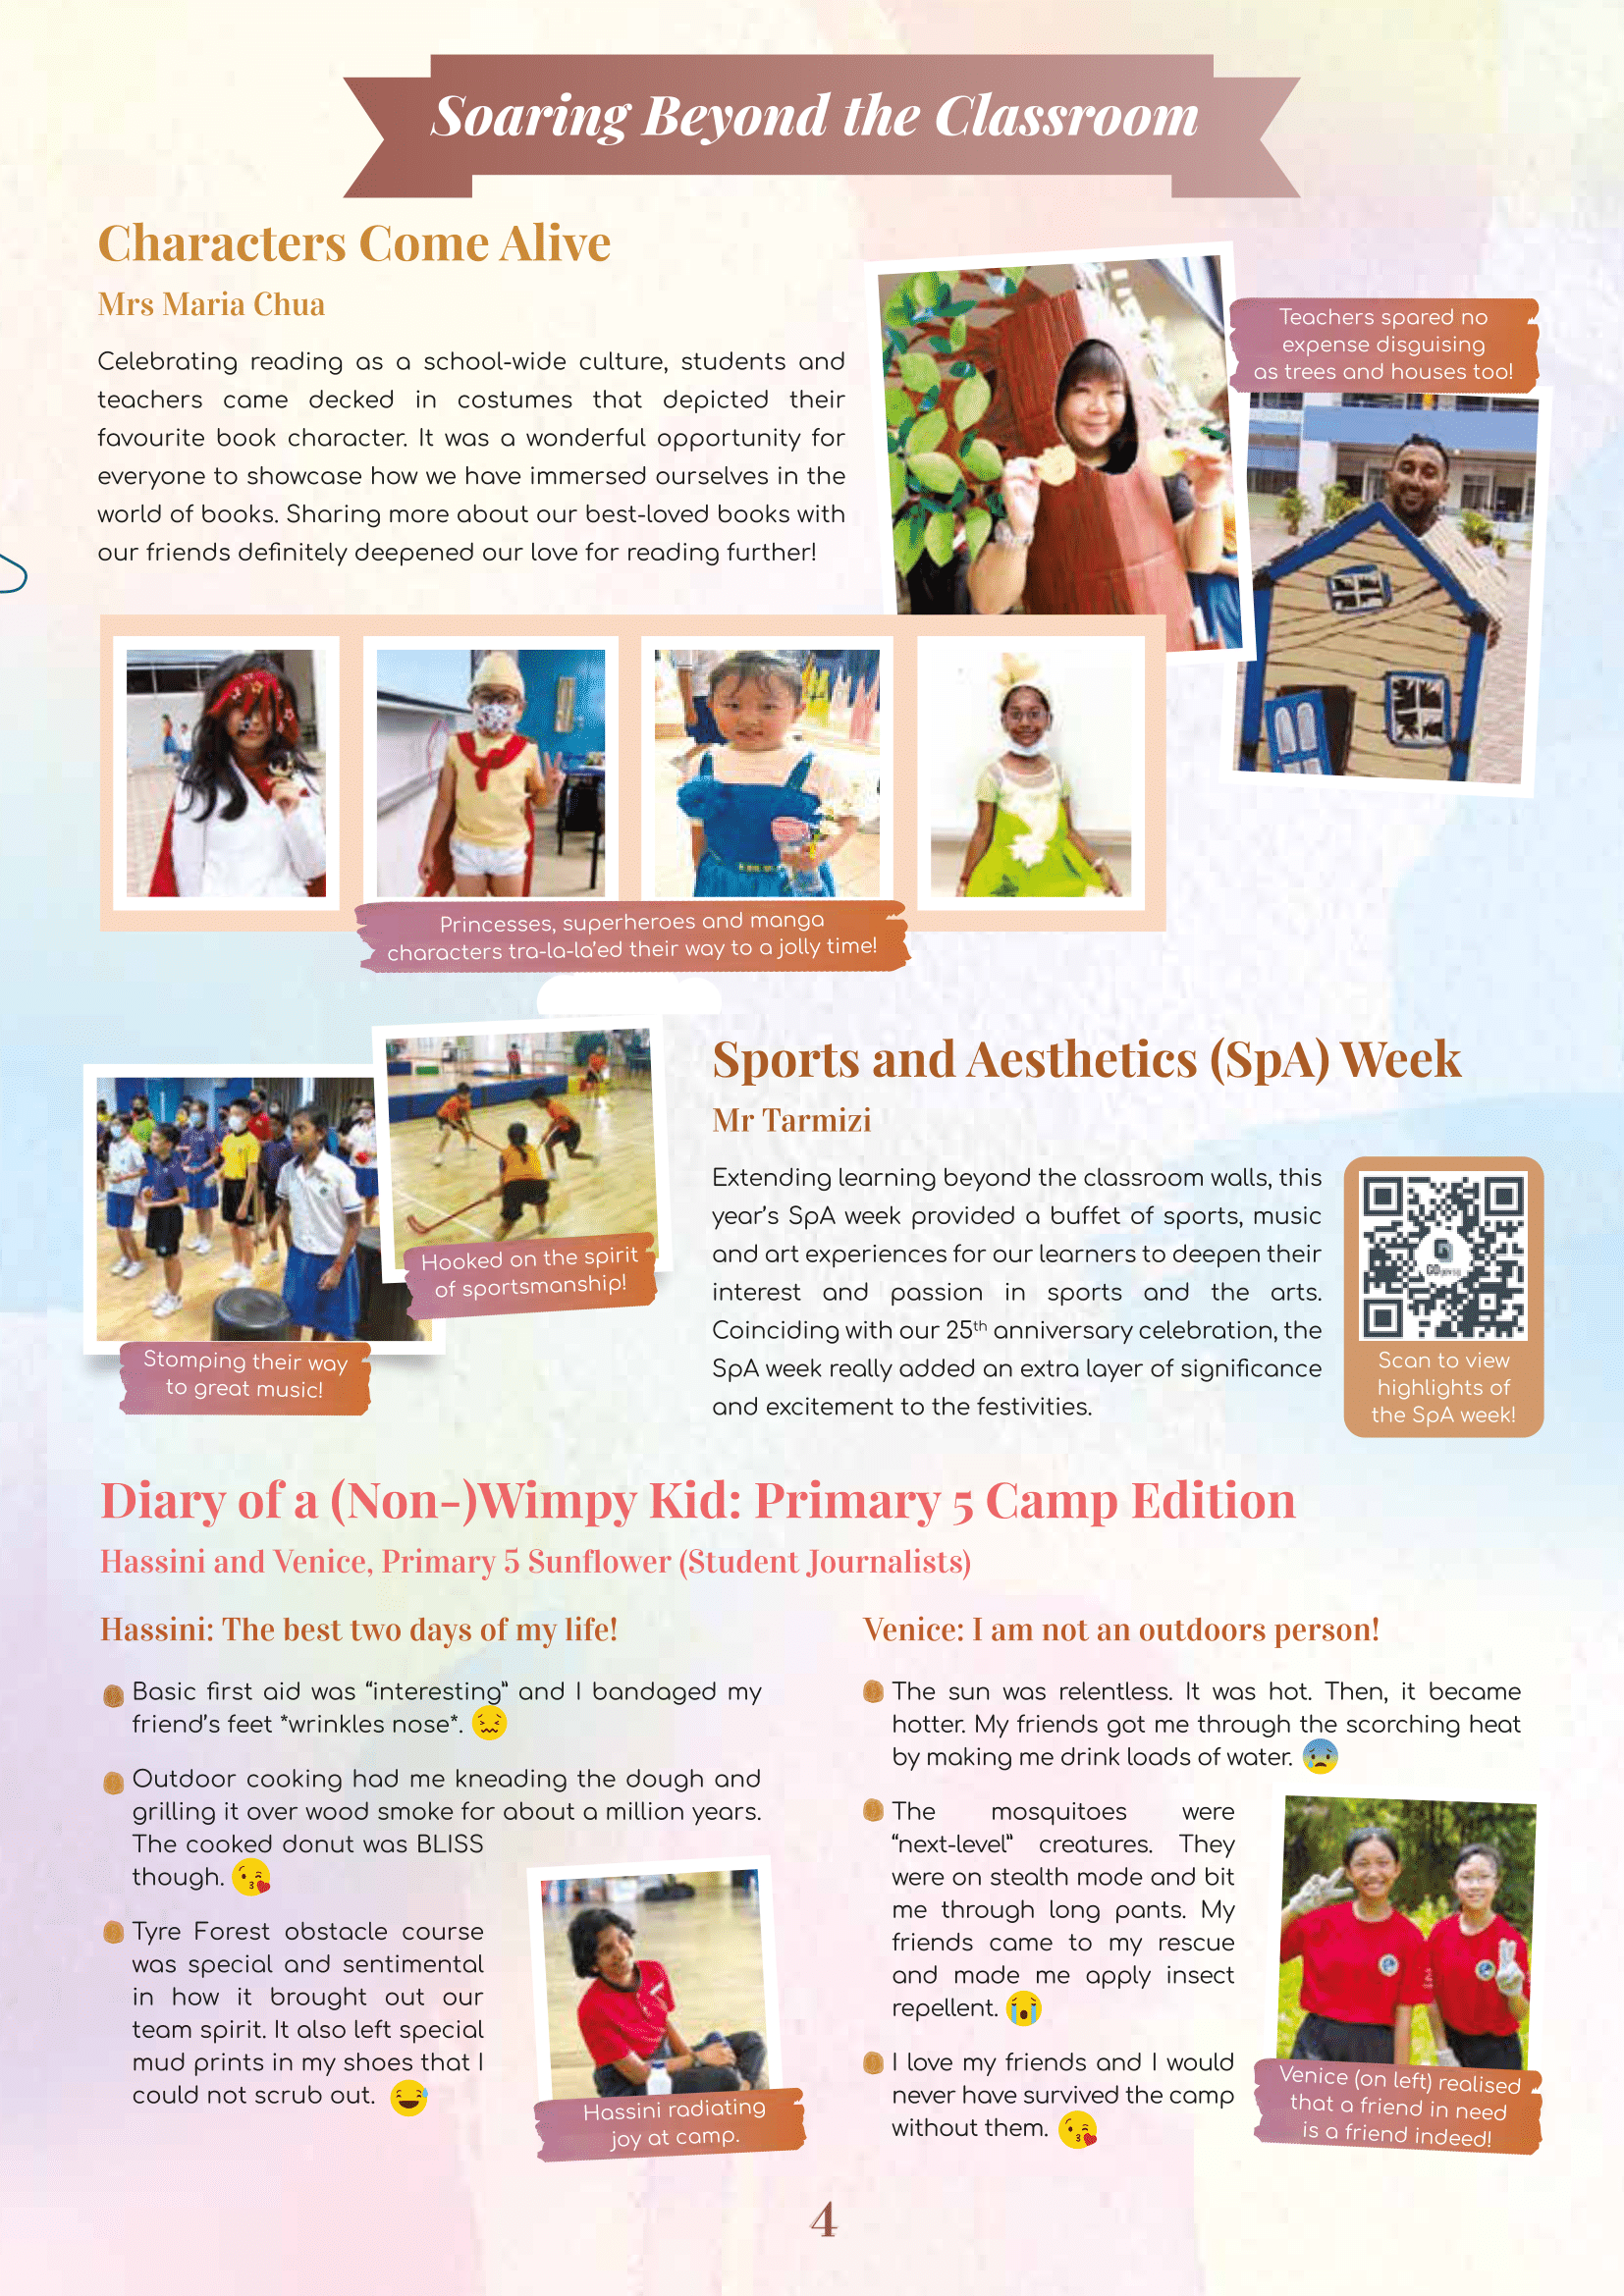 Soaring Beyond the Classroom
Characters Come Alive
Mrs Maria Chua
Celebrating reading as a school-wide culture, students and
teachers came decked in costumes that depicted their
favourite book character. It was a wonderful opportunity for
everyone to showcase how we have immersed ourselves in the
world of books. Sharing more about our best-loved books with
our friends definitely deepened our love for reading further!
Teachers spared no
expense disguising
as trees and houses too!
Princesses, superheroes and manga
characters tra-la-la'ed their way to a jolly time!
Hooked on the spirit
of sportsmanship!
Stomping their way
to great music!
Sports and Aesthetics (SpA) Week
Mr Tarmizi
Extending learning beyond the classroom walls, this
year's SpA week provided a buffet of sports, music
and art experiences for our learners to deepen their
interest and passion in sports and the arts.
Coinciding with our 25th anniversary celebration, the
SpA week really added an extra layer of significance
and excitement to the festivities.
Scan to view
highlights of
the SpA week!
Diary of a (Non-)Wimpy Kid: Primary 5 Camp Edition
Hassini and Venice, Primary 5 Sunflower (Student Journalists)
Hassini: The best two days of my life!
Basic first aid was “interesting” and I bandaged my
friend's feet *wrinkles nose*.
Outdoor cooking had me kneading the dough and
grilling it over wood smoke for about a million years.
The cooked donut was BLISS
though.
Tyre Forest obstacle course
was special and sentimental
in how it brought out our
team spirit. It also left special
mud prints in my shoes that I
could not scrub out.
Hassini radiating
joy at camp.
Venice: I am not an outdoors person!
The sun was relentless. It was hot. Then, it became
hotter. My friends got me through the scorching heat
by making me drink loads of water.
The mosquitoes were
“next-level” creatures. They
were on stealth mode and bit
me through long pants. My
friends came to my rescue
and made me apply insect
repellent.
I love my friends and I would
never have survived the camp
without them.
Venice (on left) realised
that a friend in need
is a friend indeed!
4